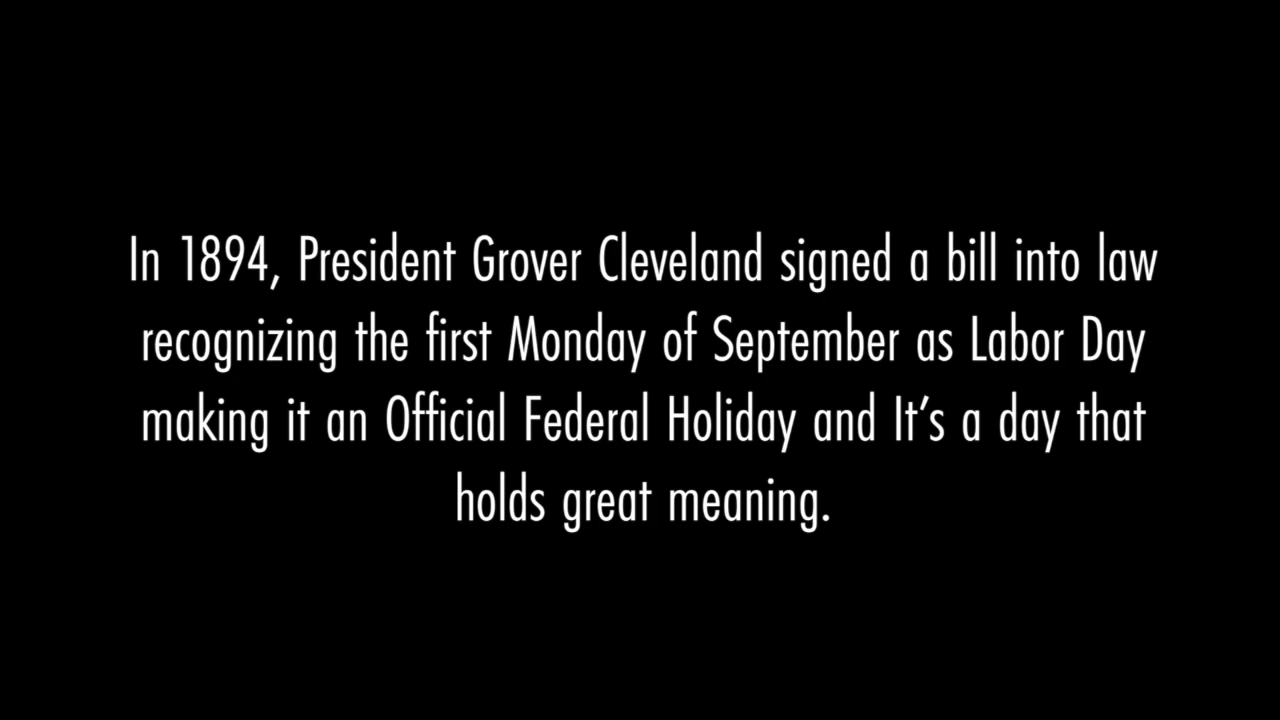 In 1894, President Grover Cleveland signed a bill into law
recognizing the first Monday of September as Labor Day
making it an Official Federal Holiday and It’s a day that
holds great meaning.